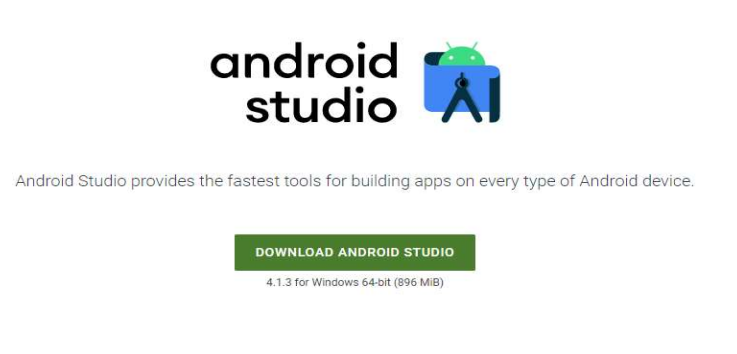 android
studio
Android Studio provides the fastest tools for building apps on every type of Android device.
DOWNLOAD ANDROID STUDIO
4.1.3 for Windows 64-bit (896 MiB)